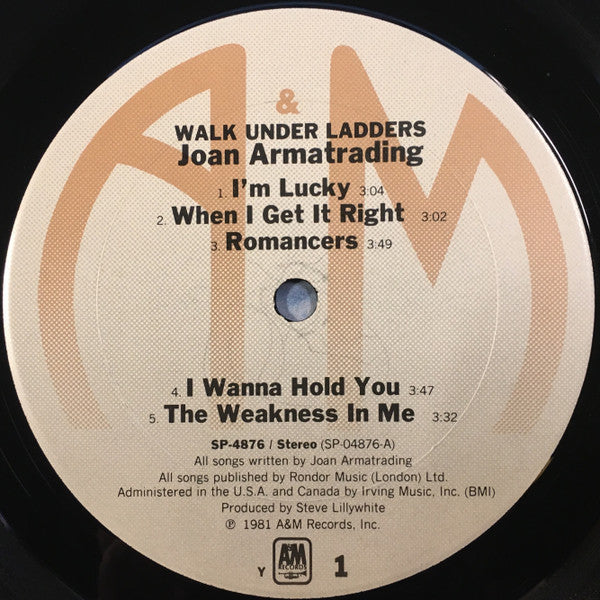 A&M
WALK UNDER LADDERS
Joan Armatrading
1. I'm Lucky 3:04
2. When I Get It Right 3:02
3. Romancers 3:49
4. I Wanna Hold You 3:47
5. The Weakness In Me 3:32
SP-4876 / Stereo (SP-04876-A)
All songs written by Joan Armatrading
All songs published by Rondor Music (London) Ltd.
Administered in the U.S.A. and Canada by Irving Music, Inc. (BMI)
Produced by Steve Lillywhite
℗ 1981 A&M Records, Inc.
Y A&M RECORDS 1